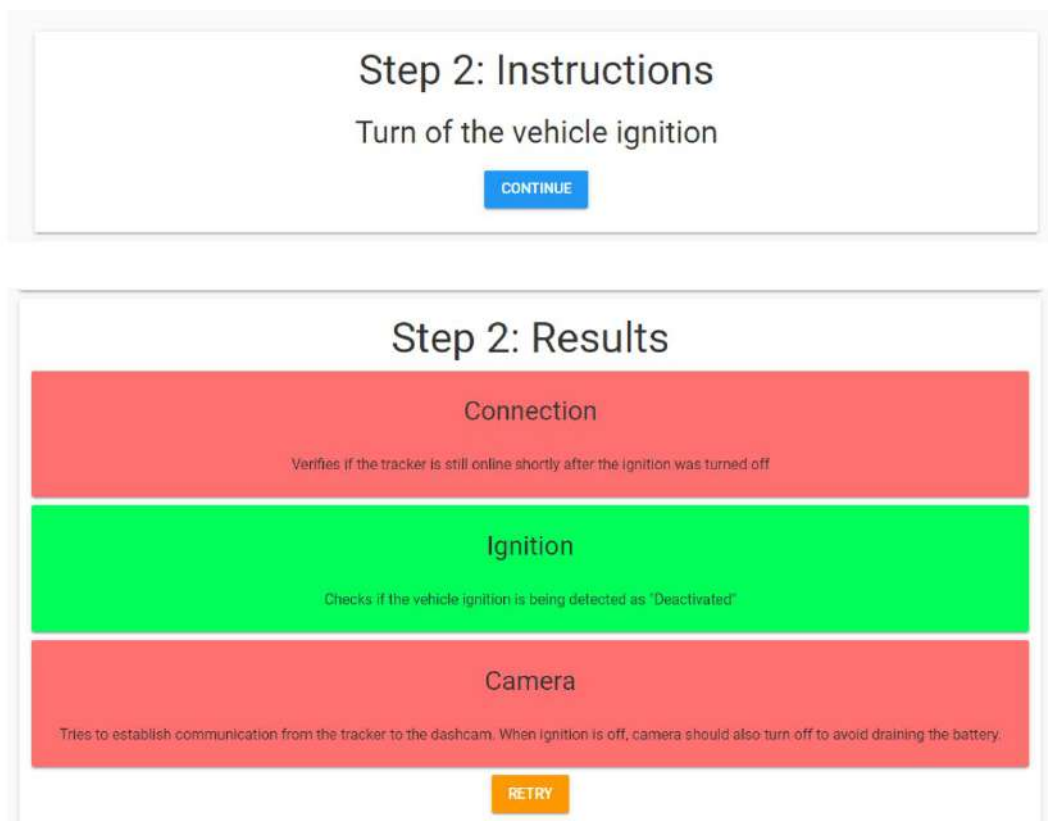 Step 2: Instructions
Turn of the vehicle ignition
CONTINUE
Step 2: Results
Connection
Verifies if the tracker is still online shortly after the ignition was turned off
Ignition
Checks if the vehicle ignition is being detected as "Deactivated"
Camera
Tries to establish communication from the tracker to the dashcam. When ignition is off, camera should also turn off to avoid draining the battery.
RETRY